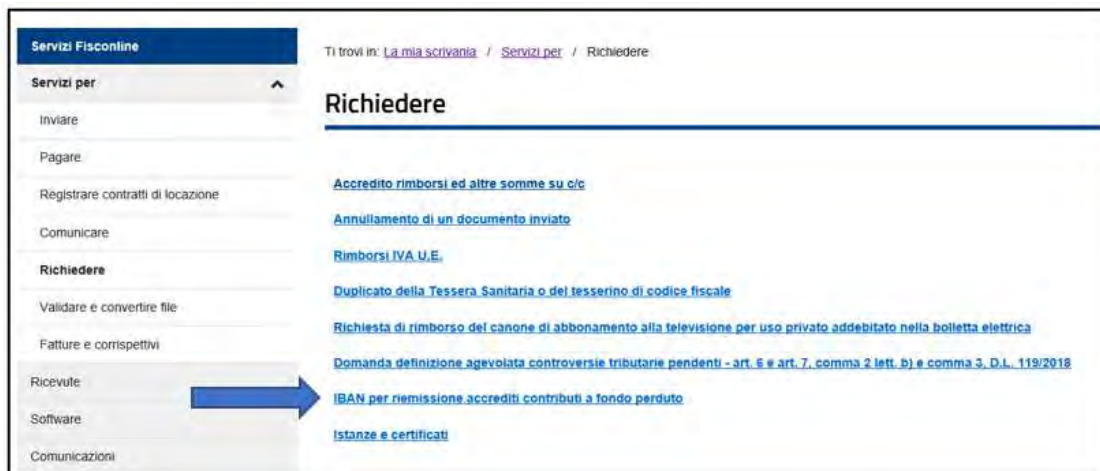 Servizi Fisconline
Servizi per
Inviare
Pagare
Registrare contratti di locazione
Comunicare
Richiedere
Validare e convertire file
Fatture e corrispettivi
Ricevute
Software
Comunicazioni
Ti trovi in: La mia scrivania / Servizi per / Richiedere
Richiedere
Accredito rimborsi ed altre somme su c/c
Annullamento di un documento inviato
Rimborsi IVA U.E.
Duplicato della Tessera Sanitaria o del tesserino di codice fiscale
Richiesta di rimborso del canone di abbonamento alla televisione per uso privato addebitato nella bolletta elettrica
Domanda definizione agevolata controversie tributarie pendenti - art. 6 e art. 7, comma 2 lett. b) e comma 3, D.L. 119/2018
IBAN per riemissione accrediti contributi a fondo perduto
Istanze e certificati